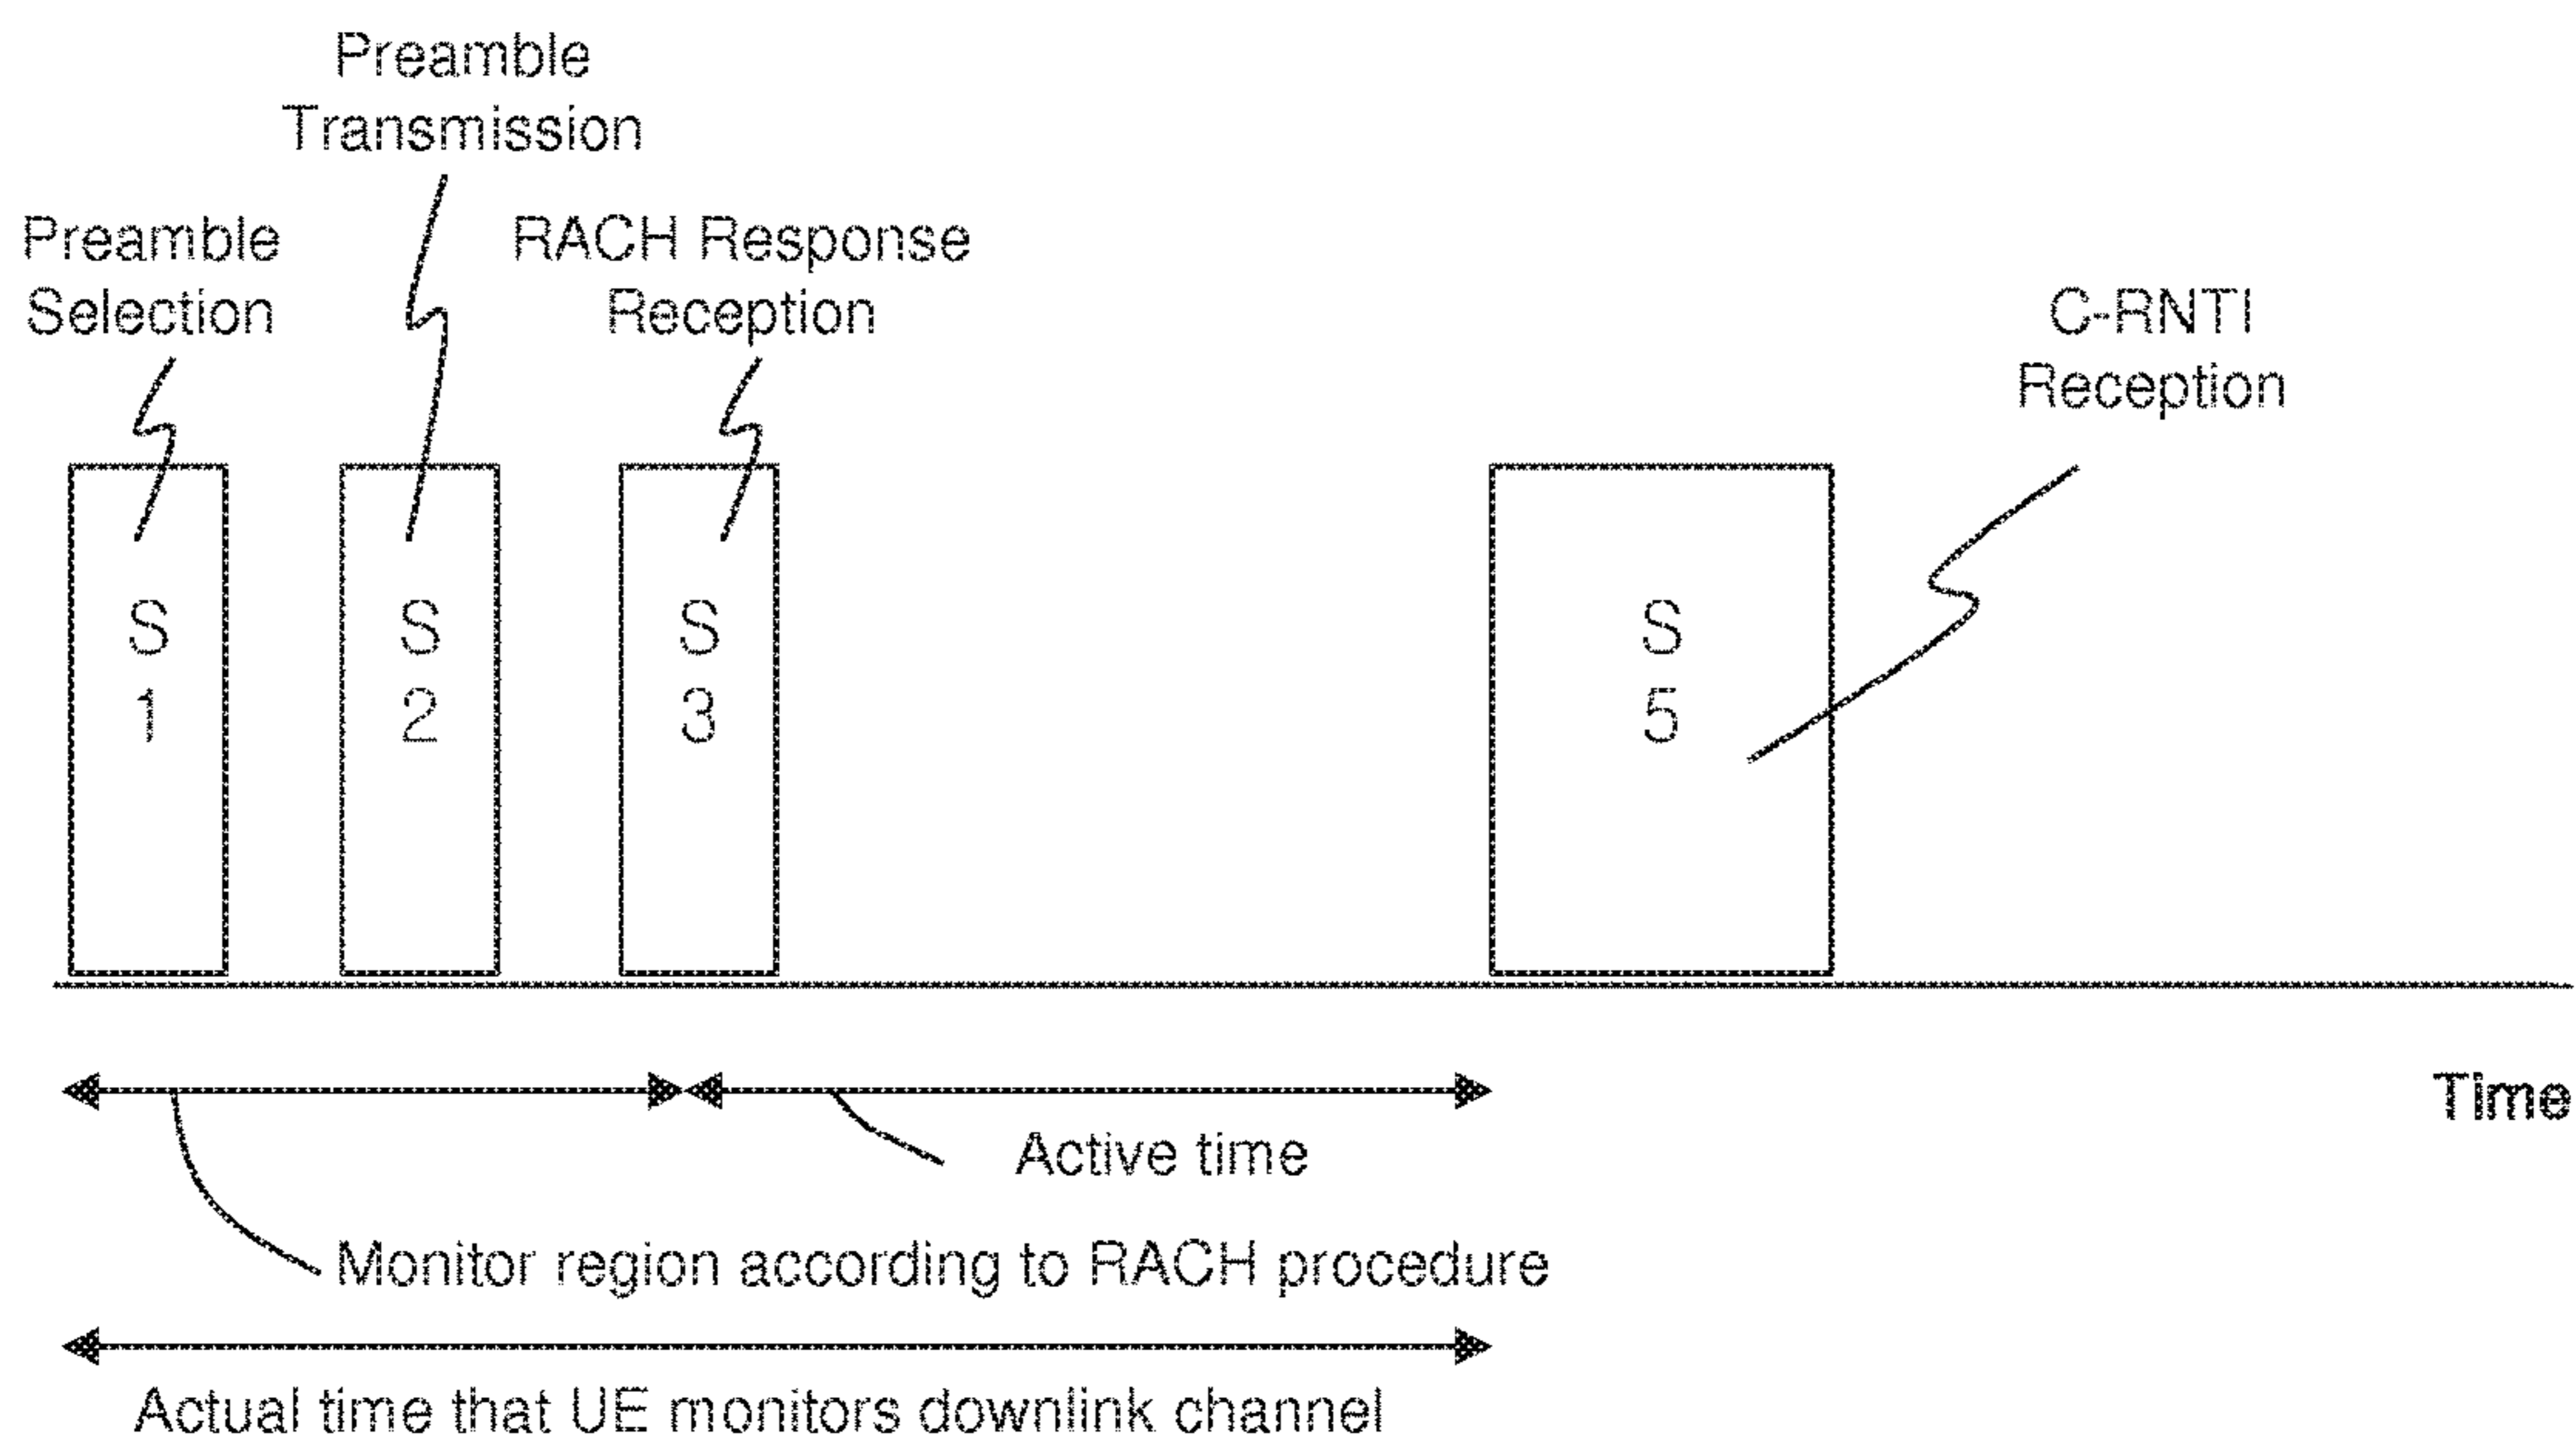 Preamble
Transmission
Preamble
Selection
RACH Response
Reception
C-RNTI
Reception
S
1
S
2
S
3
S
5
Time
Active time
Monitor region according to RACH procedure
Actual time that UE monitors downlink channel